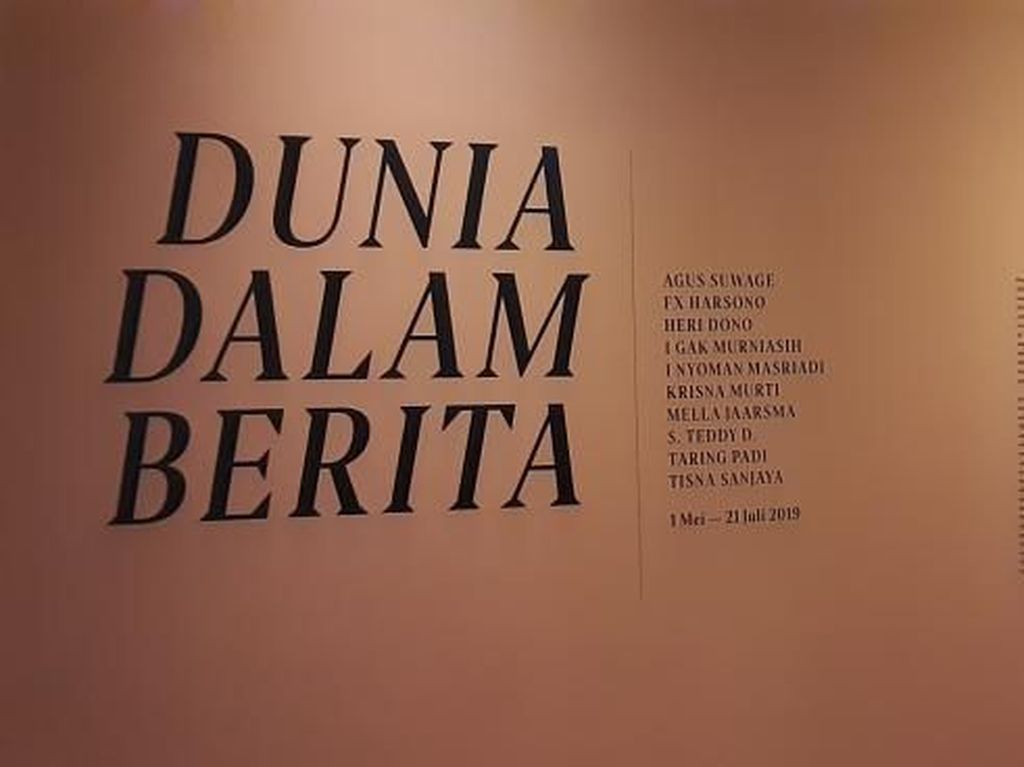 DUNIA
DALAM
BERITA
AGUS SUWAGE
FX HARSONO
HERI DONO
I GAK MURNIASIH
I NYOMAN MASRIADI
KRISNA MURTI
MELLA JAARSMA
S. TEDDY D.
TARING PADI
TISNA SANJAYA
1 Mei — 21 Juli 2019